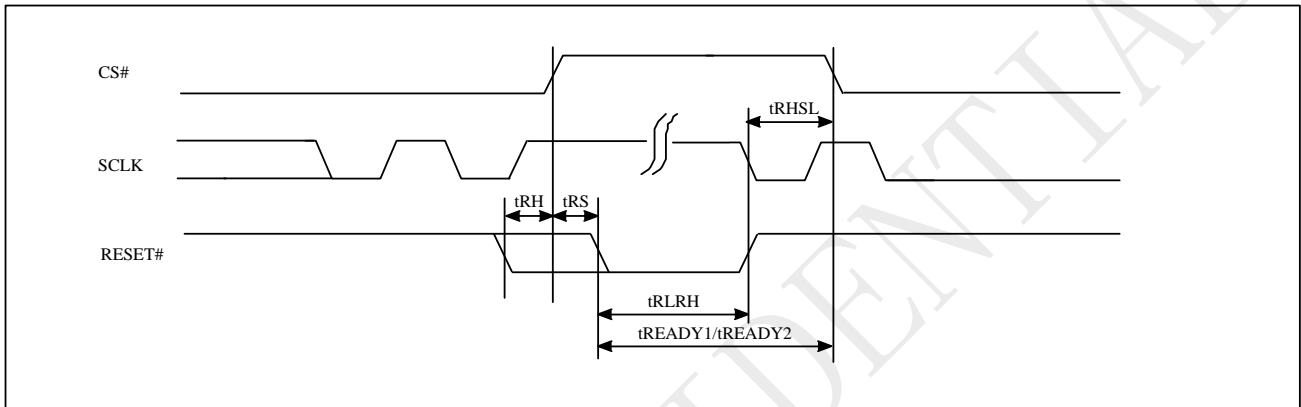 CS#
tRHSL
SCLK
tRH tRS
RESET#
tRLRH
tREADY1/tREADY2